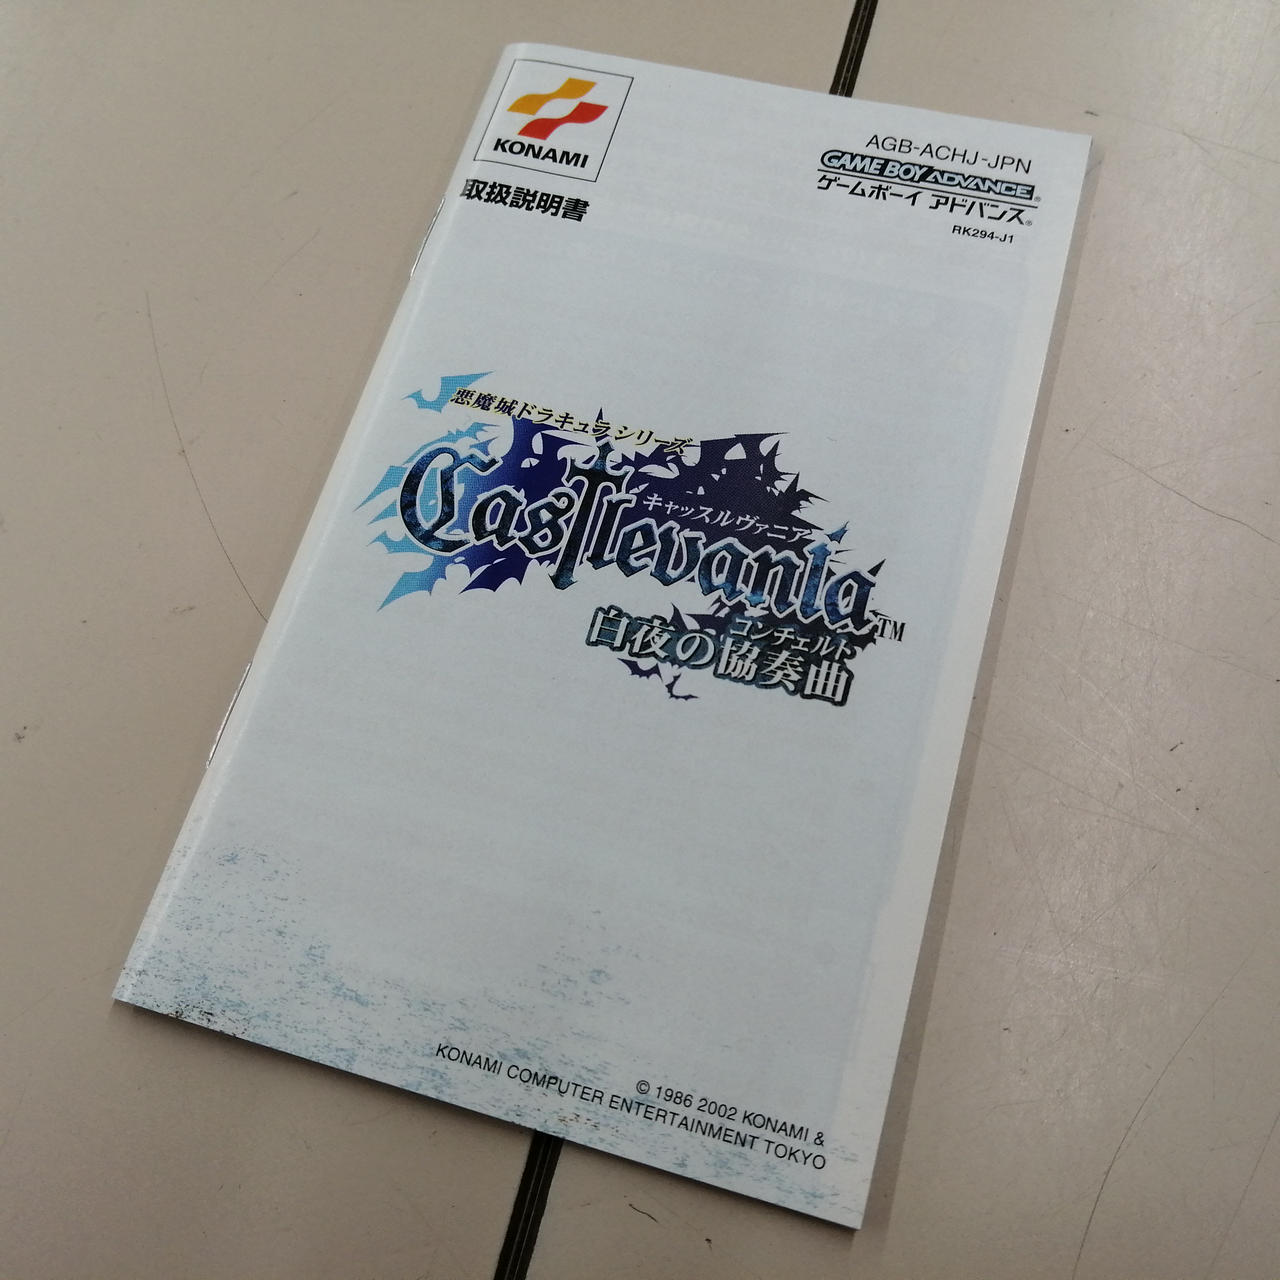 KONAMI
取扱説明書
AGB-ACHJ-JPN
GAME BOY ADVANCE
ゲームボーイ アドバンス®
RK294-J1
悪魔城ドラキュラ シリーズ
キャッスルヴァニア
Castlevania™
コンチェルト
白夜の協奏曲
© 1986 2002 KONAMI &
KONAMI COMPUTER ENTERTAINMENT TOKYO